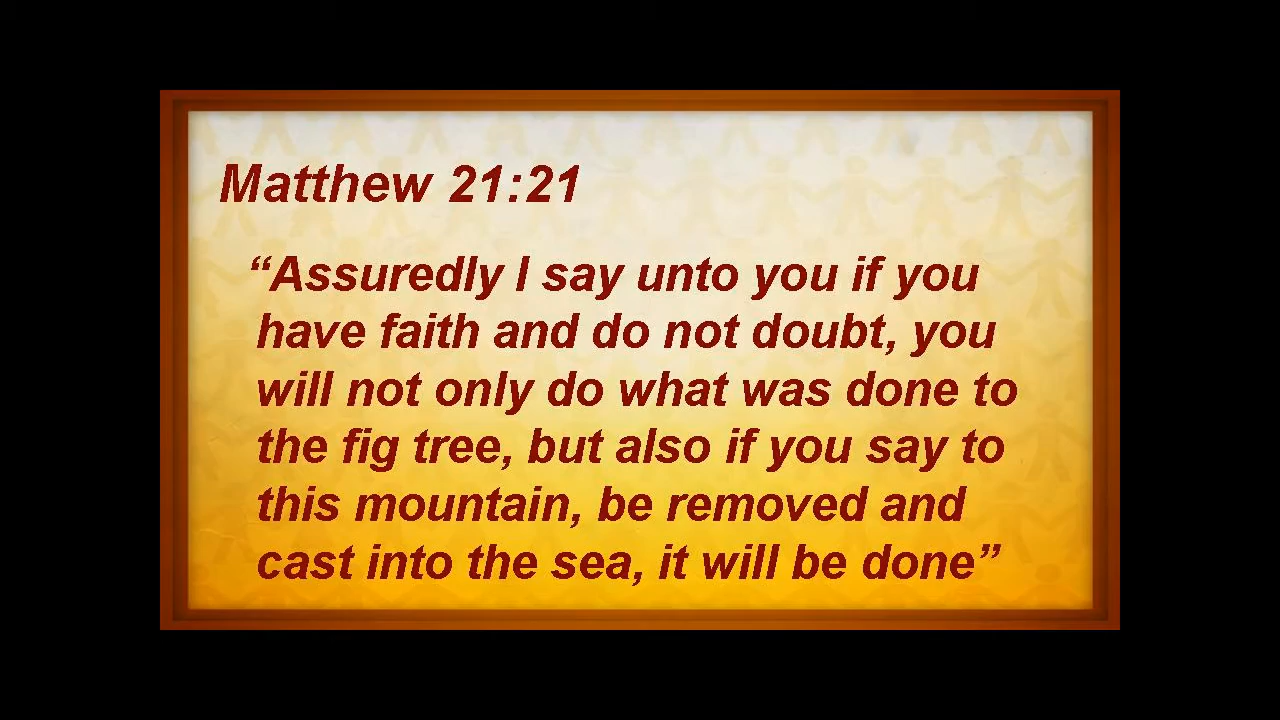 Matthew 21:21
“Assuredly I say unto you if you
have faith and do not doubt, you
will not only do what was done to
the fig tree, but also if you say to
this mountain, be removed and
cast into the sea, it will be done”